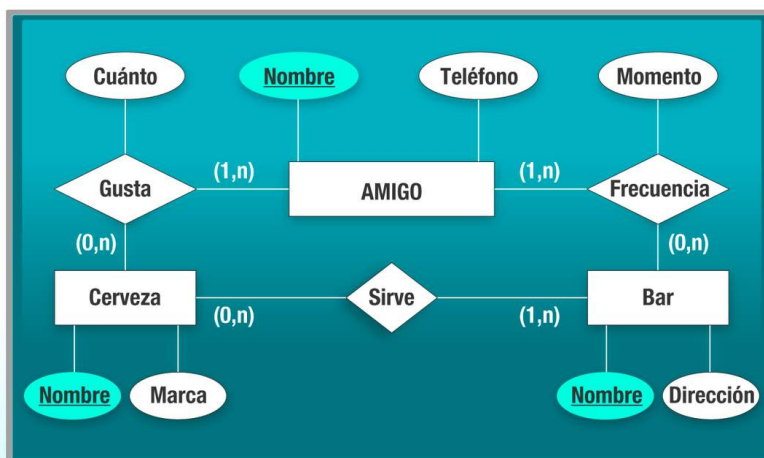 Cuánto
Nombre
Teléfono
Momento
Gusta
(1,n)
AMIGO
(1,n)
Frecuencia
(0,n)
(0,n)
Cerveza
(0,n)
Sirve
(1,n)
Bar
Nombre
Marca
Nombre
Dirección